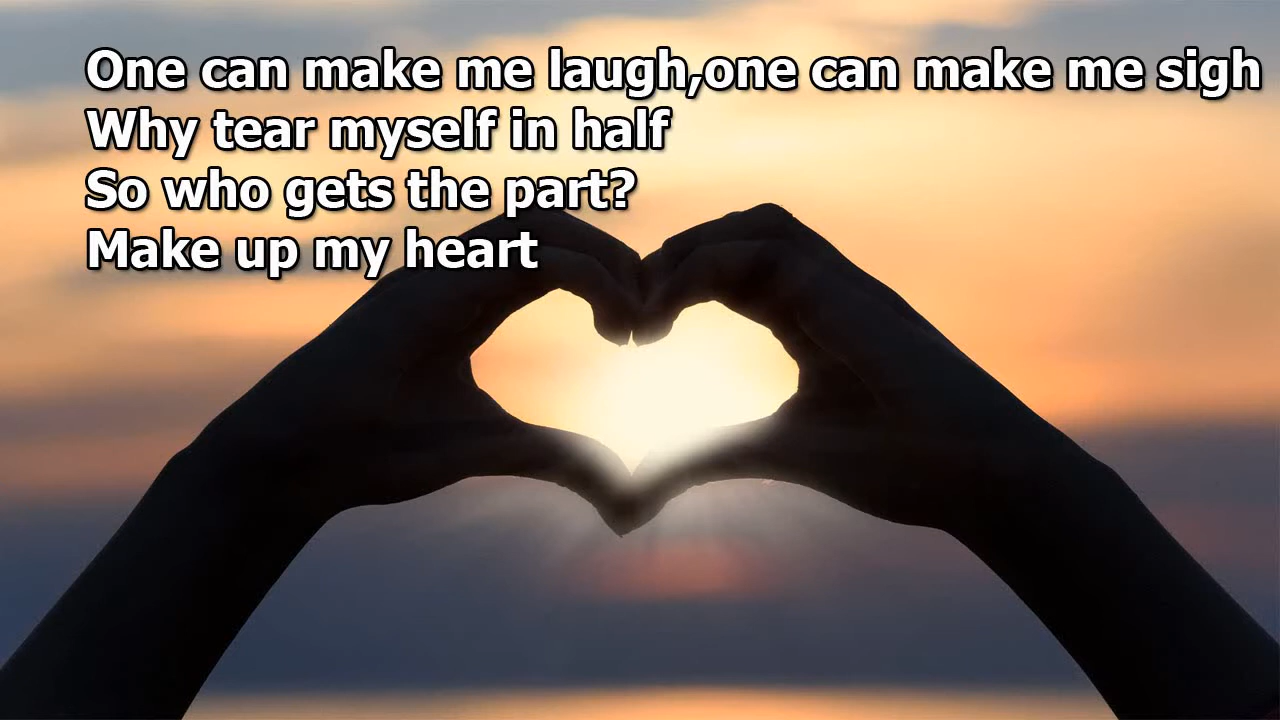 One can make me laugh,one can make me sigh
Why tear myself in half
So who gets the part?
Make up my heart